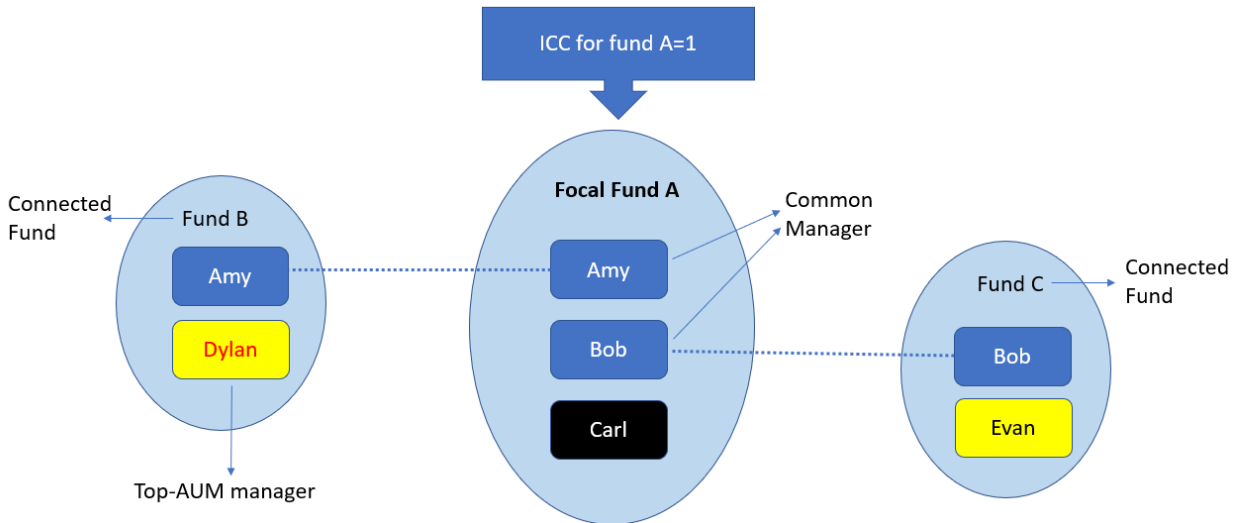 ICC for fund A=1
Focal Fund A
Connected
Fund
Fund B
Common
Manager
Amy
Amy
Connected
Fund
Fund C
Dylan
Bob
Bob
Carl
Evan
Top-AUM manager